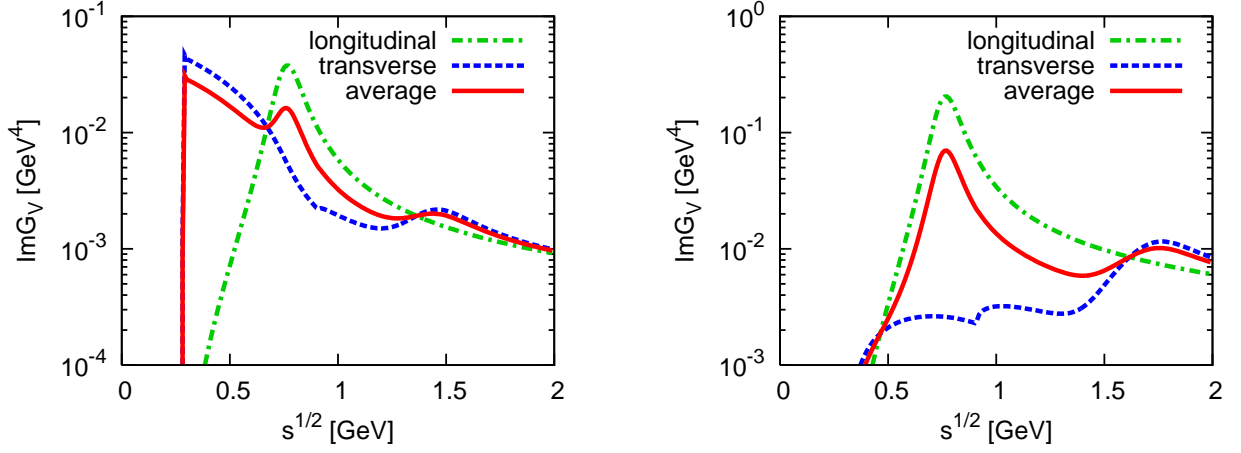 10^-1
10^-2
10^-3
10^-4
ImG_V [GeV^4]
longitudinal
transverse
average
0
0.5
1
1.5
2
s^1/2 [GeV]
10^0
10^-1
10^-2
10^-3
ImG_V [GeV^4]
longitudinal
transverse
average
0
0.5
1
1.5
2
s^1/2 [GeV]